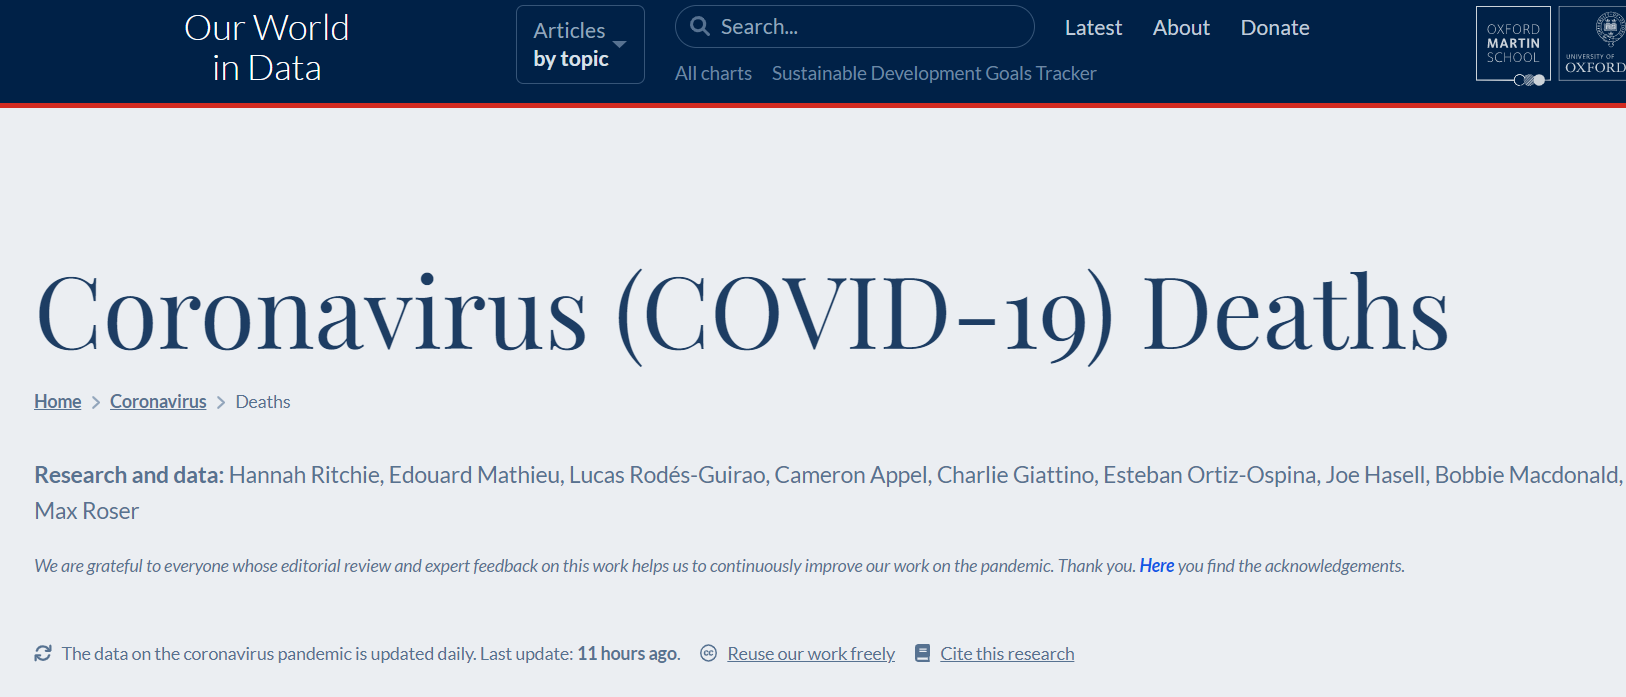 Our World
in Data
Articles
by topic
Search...
Latest About Donate
All charts Sustainable Development Goals Tracker
OXFORD
MARTIN
SCHOOL
UNIVERSITY OF
OXFORD
Coronavirus (COVID-19) Deaths
Home > Coronavirus > Deaths
Research and data: Hannah Ritchie, Edouard Mathieu, Lucas Rodés-Guirao, Cameron Appel, Charlie Giattino, Esteban Ortiz-Ospina, Joe Hasell, Bobbie Macdonald,
Max Roser
We are grateful to everyone whose editorial review and expert feedback on this work helps us to continuously improve our work on the pandemic. Thank you. Here you find the acknowledgements.
The data on the coronavirus pandemic is updated daily. Last update: 11 hours ago. Reuse our work freely Cite this research